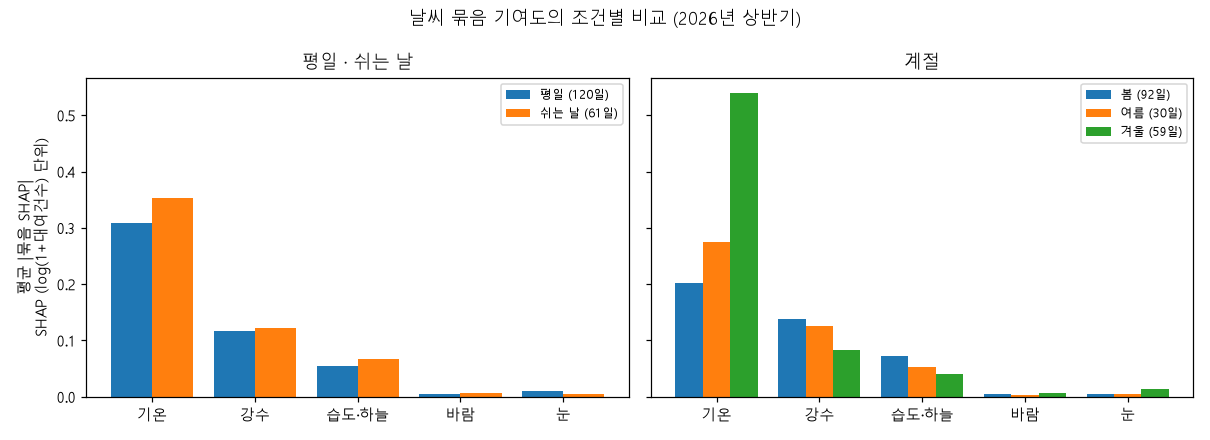 날씨 묶음 기여도의 조건별 비교 (2026년 상반기)
평일 · 쉬는 날
평균 |묶음 SHAP|
SHAP (log(1+대여건수) 단위)
0.5
0.4
0.3
0.2
0.1
0.0
평일 (120일)
쉬는 날 (61일)
기온 강수 습도·하늘 바람 눈
계절
봄 (92일)
여름 (30일)
겨울 (59일)
기온 강수 습도·하늘 바람 눈